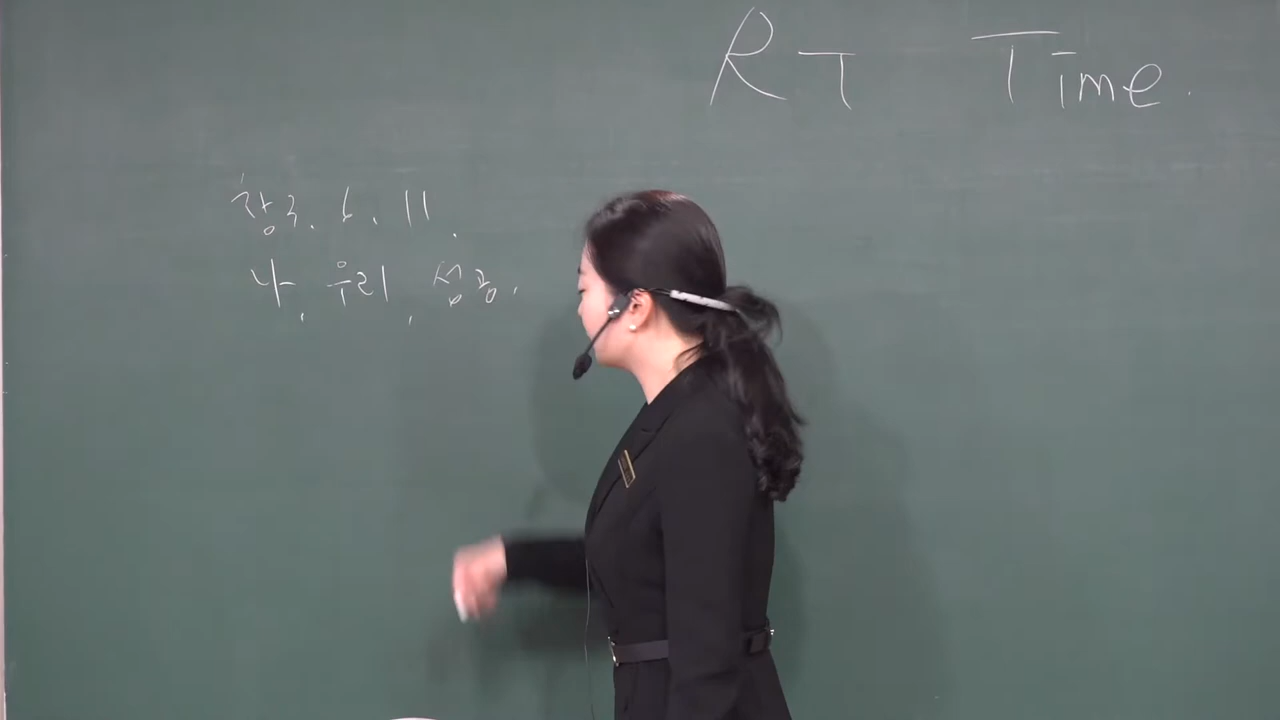 RT Time.
창 3. 6. 11.
나, 우리, 성공.